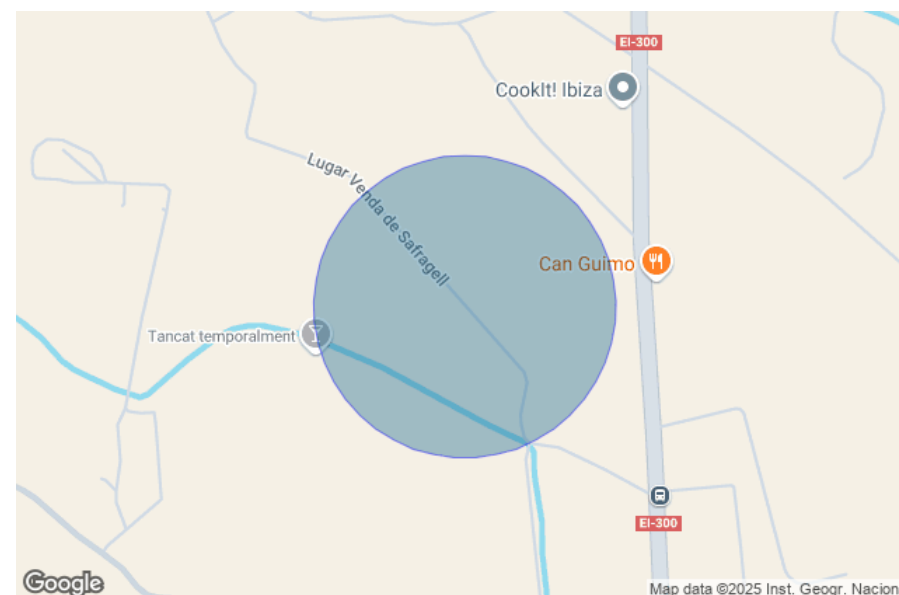 EI-300
CookIt! Ibiza
Lugar Venda de Safragell
Can Guimo
Tancat temporalment
EI-300
Google
Map data ©2025 Inst. Geogr. Nacion